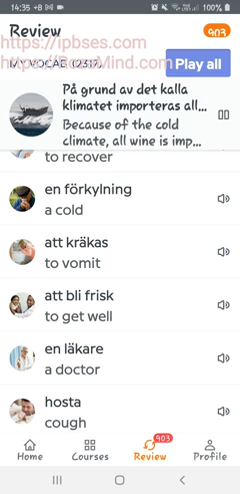 14:35
100%
Review
903
https://ipbses.com
MY VOCAB (2317)
Play all
På grund av det kalla
klimatet importeras all...
Because of the cold
climate, all wine is imp...
to recover
en förkylning
a cold
att kräkas
to vomit
att bli frisk
to get well
en läkare
a doctor
hosta
cough
903
Home
Courses
Review
Profile